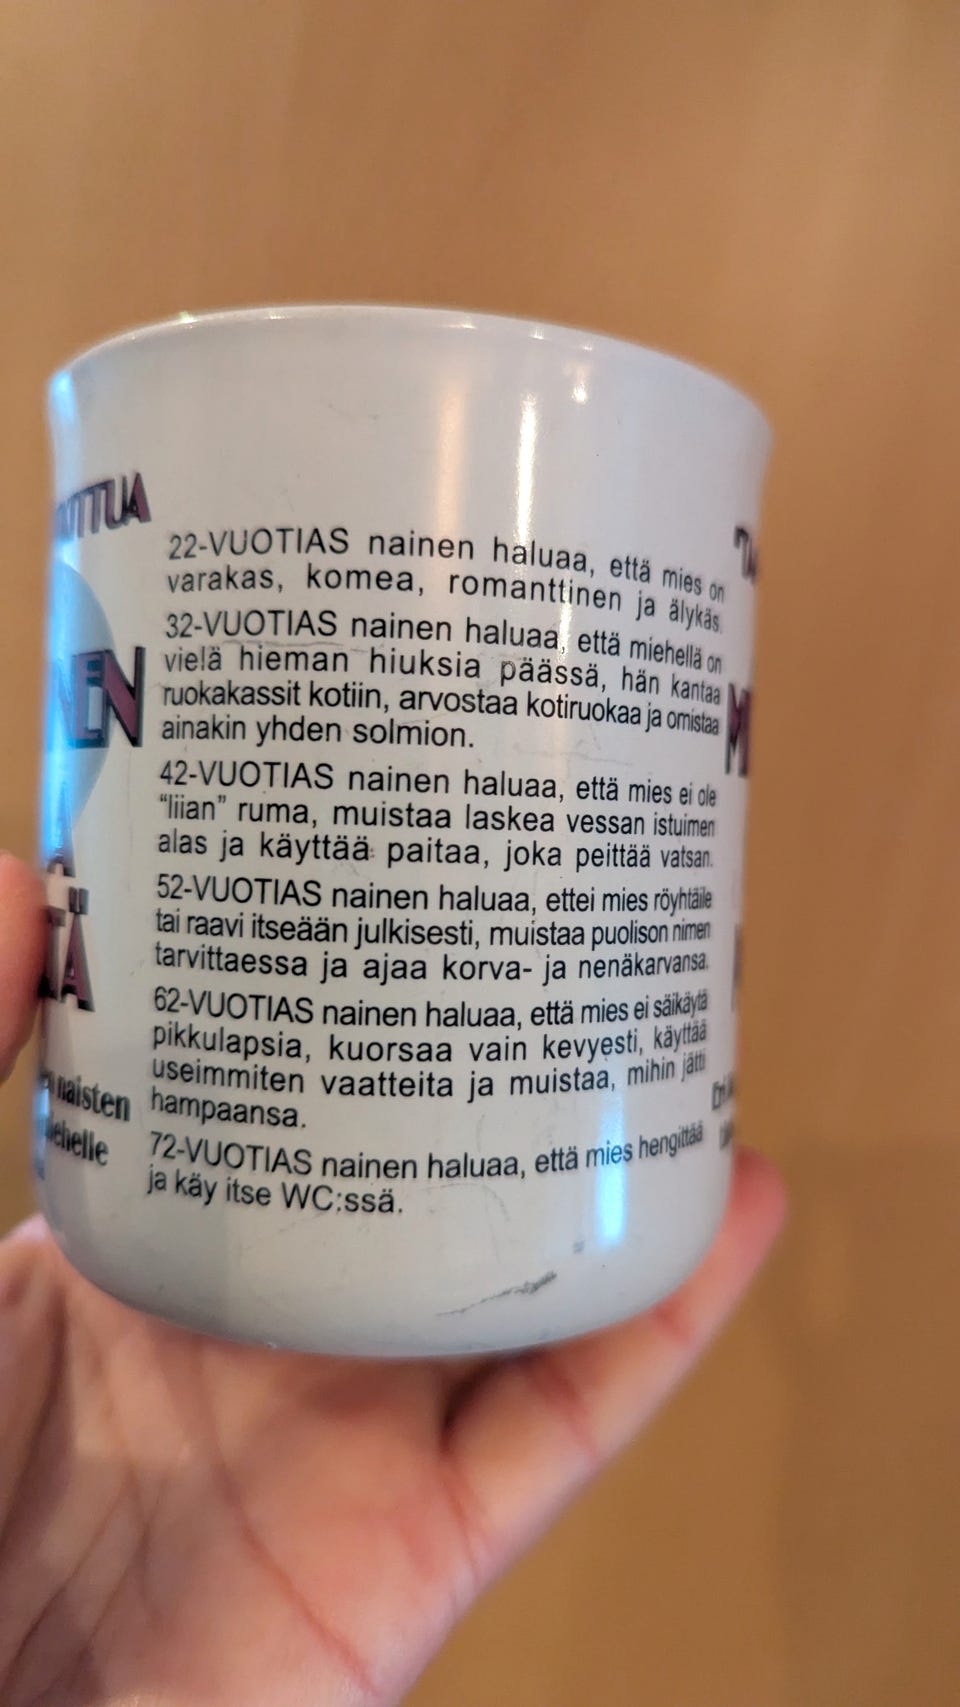 22-VUOTIAS nainen haluaa, että mies on
varakas, komea, romanttinen ja älykäs.
32-VUOTIAS nainen haluaa, että miehellä on
vielä hieman hiuksia päässä, hän kantaa
ruokakassit kotiin, arvostaa kotiruokaa ja omistaa
ainakin yhden solmion.
42-VUOTIAS nainen haluaa, että mies ei ole
“liian” ruma, muistaa laskea vessan istuimen
alas ja käyttää paitaa, joka peittää vatsan.
52-VUOTIAS nainen haluaa, ettei mies röyhtäile
tai raavi itseään julkisesti, muistaa puolison nimen
tarvittaessa ja ajaa korva- ja nenäkarvansa.
62-VUOTIAS nainen haluaa, että mies ei säikäytä
pikkulapsia, kuorsaa vain kevyesti, käyttää
useimmiten vaatteita ja muistaa, mihin jätti
hampaansa.
72-VUOTIAS nainen haluaa, että mies hengittää
ja käy itse WC:ssä.
naisten